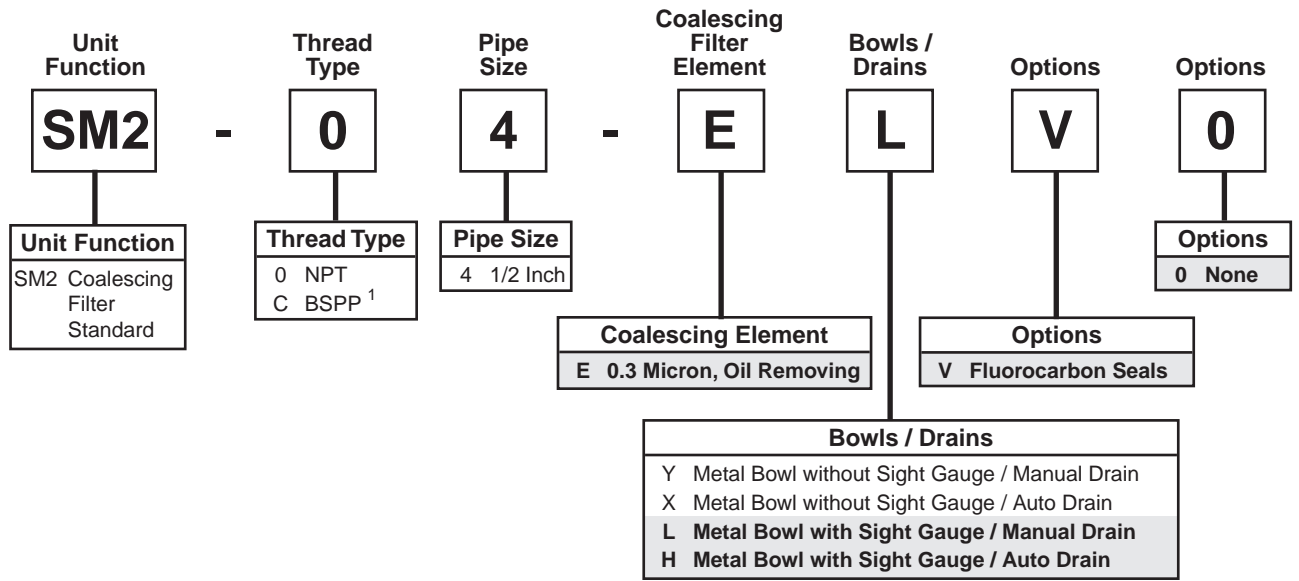 Unit
Function
Thread
Type
Pipe
Size
Coalescing
Filter
Element
Bowls /
Drains
Options
Options
SM2 - 0 4 - E L V 0
Unit Function
SM2 Coalescing
Filter
Standard
Thread Type
0 NPT
C BSPP 1
Pipe Size
4 1/2 Inch
Options
0 None
Coalescing Element
E 0.3 Micron, Oil Removing
Options
V Fluorocarbon Seals
Bowls / Drains
Y Metal Bowl without Sight Gauge / Manual Drain
X Metal Bowl without Sight Gauge / Auto Drain
L Metal Bowl with Sight Gauge / Manual Drain
H Metal Bowl with Sight Gauge / Auto Drain